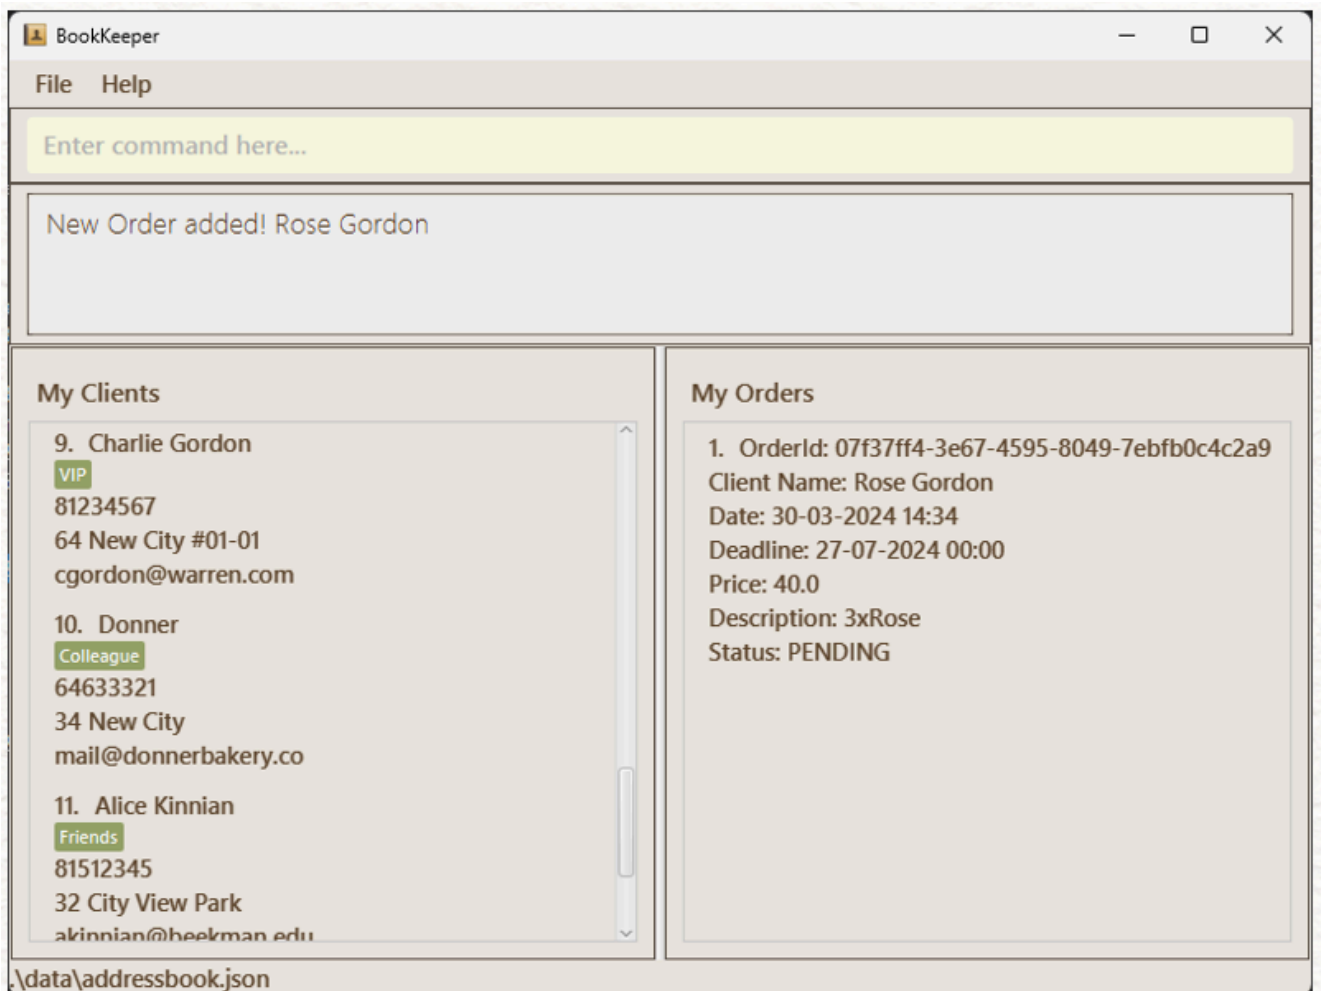 BookKeeper
File Help
Enter command here...
New Order added! Rose Gordon
My Clients
9. Charlie Gordon
VIP
81234567
64 New City #01-01
cgordon@warren.com
10. Donner
Colleague
64633321
34 New City
mail@donnerbakery.co
11. Alice Kinnian
Friends
81512345
32 City View Park
akinnian@beekman.edu
My Orders
1. OrderId: 07f37ff4-3e67-4595-8049-7ebfb0c4c2a9
Client Name: Rose Gordon
Date: 30-03-2024 14:34
Deadline: 27-07-2024 00:00
Price: 40.0
Description: 3xRose
Status: PENDING
.\data\addressbook.json